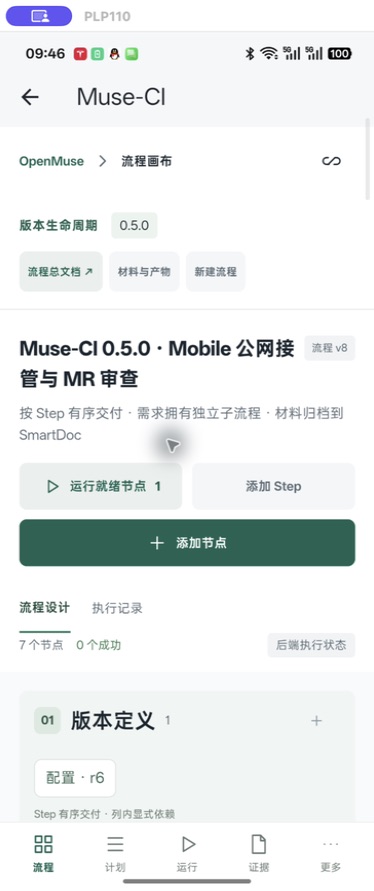 PLP110
09:46
5G 5G 100
Muse-CI
OpenMuse > 流程画布
版本生命周期 0.5.0
流程总文档 ↗ 材料与产物 新建流程
Muse-CI 0.5.0 · Mobile 公网接 流程 v8
管与 MR 审查
按 Step 有序交付 · 需求拥有独立子流程 · 材料归档到
SmartDoc
运行就绪节点 1 添加 Step
+ 添加节点
流程设计 执行记录
7 个节点 0 个成功 后端执行状态
01 版本定义 1 +
配置 · r6
Step 有序交付 · 列内显式依赖
流程 计划 运行 证据 更多